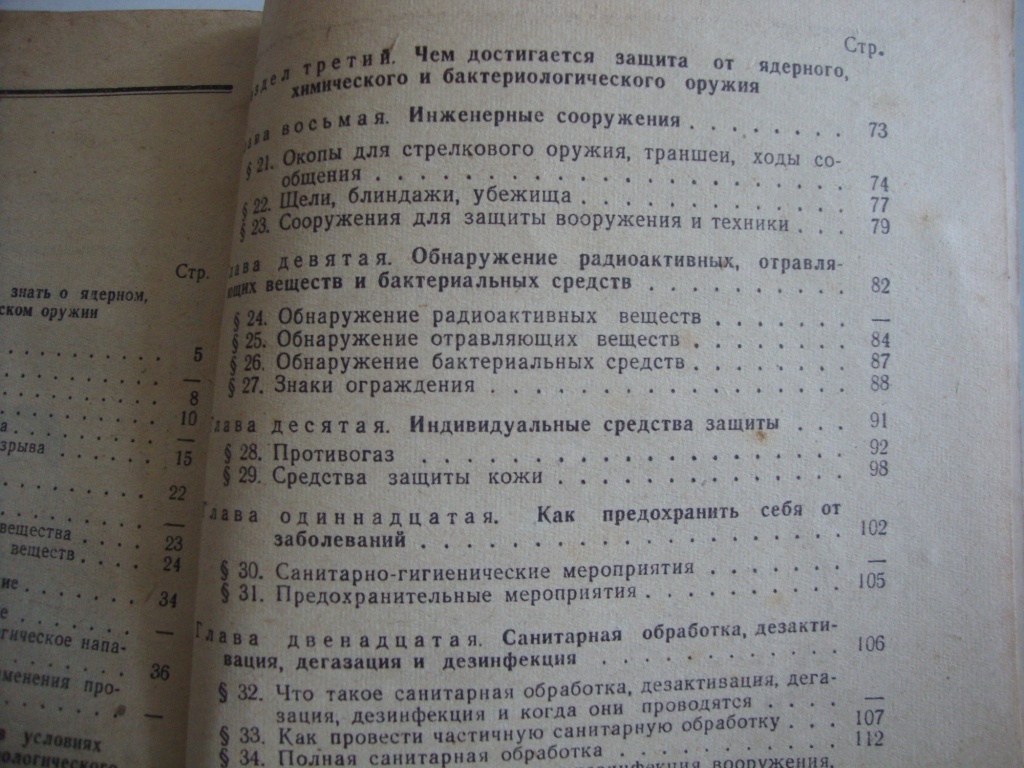 Стр.
знать о ядерном,
ском оружии
5
—
8
10
—
зрыва 15
22
—
вещества 23
веществ 24
34
—
гическое напа-
36
менения про-
—
в условиях
Стр.
здел третий. Чем достигается защита от ядерного,
химического и бактериологического оружия
ава восьмая. Инженерные сооружения . . . . . . . . 73
§ 21. Окопы для стрелкового оружия, траншеи, ходы со-
общения . . . . . . . . . . . . . . . . . . 74
§ 22. Щели, блиндажи, убежища . . . . . . . . . . . 77
§ 23. Сооружения для защиты вооружения и техники . . . 79
лава девятая. Обнаружение радиоактивных, отравля-
ющих веществ и бактериальных средств . . . . . . . . 82
§ 24. Обнаружение радиоактивных веществ . . . . . . . —
§ 25. Обнаружение отравляющих веществ . . . . . . . . 84
§ 26. Обнаружение бактериальных средств . . . . . . . . 87
§ 27. Знаки ограждения . . . . . . . . . . . . . . . 88
Глава десятая. Индивидуальные средства защиты . . . 91
§ 28. Противогаз . . . . . . . . . . . . . . . . . 92
§ 29. Средства защиты кожи . . . . . . . . . . . . 98
Глава одиннадцатая. Как предохранить себя от
заболеваний . . . . . . . . . . . . . . . . . . 102
§ 30. Санитарно-гигиенические мероприятия . . . . . . . —
§ 31. Предохранительные мероприятия . . . . . . . . . 105
Глава двенадцатая. Санитарная обработка, дезакти-
вация, дегазация и дезинфекция . . . . . . . . . . 106
§ 32. Что такое санитарная обработка, дезактивация, дега-
зация, дезинфекция и когда они проводятся . . . . —
§ 33. Как провести частичную санитарную обработку . . . 107
§ 34. Полная санитарная обработка . . . . . . . . . . 112
вооружения,